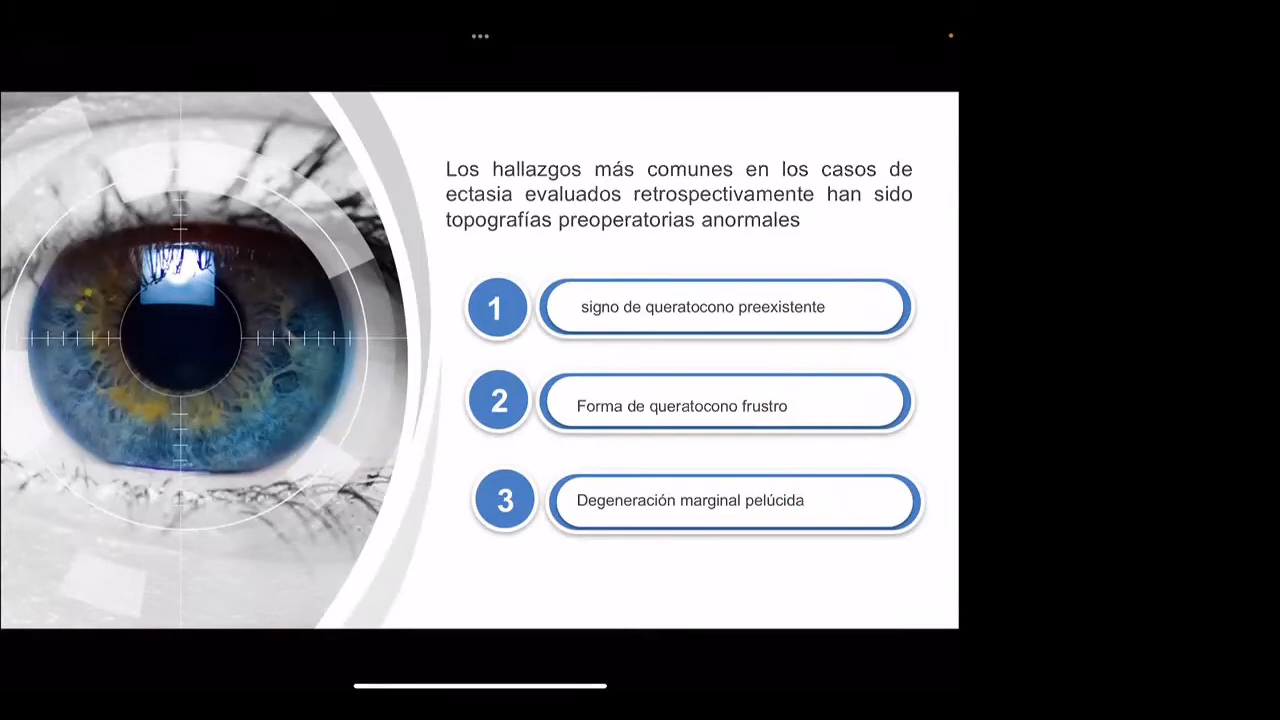 Los hallazgos más comunes en los casos de
ectasia evaluados retrospectivamente han sido
topografías preoperatorias anormales
1 signo de queratocono preexistente
2 Forma de queratocono frustro
3 Degeneración marginal pelúcida